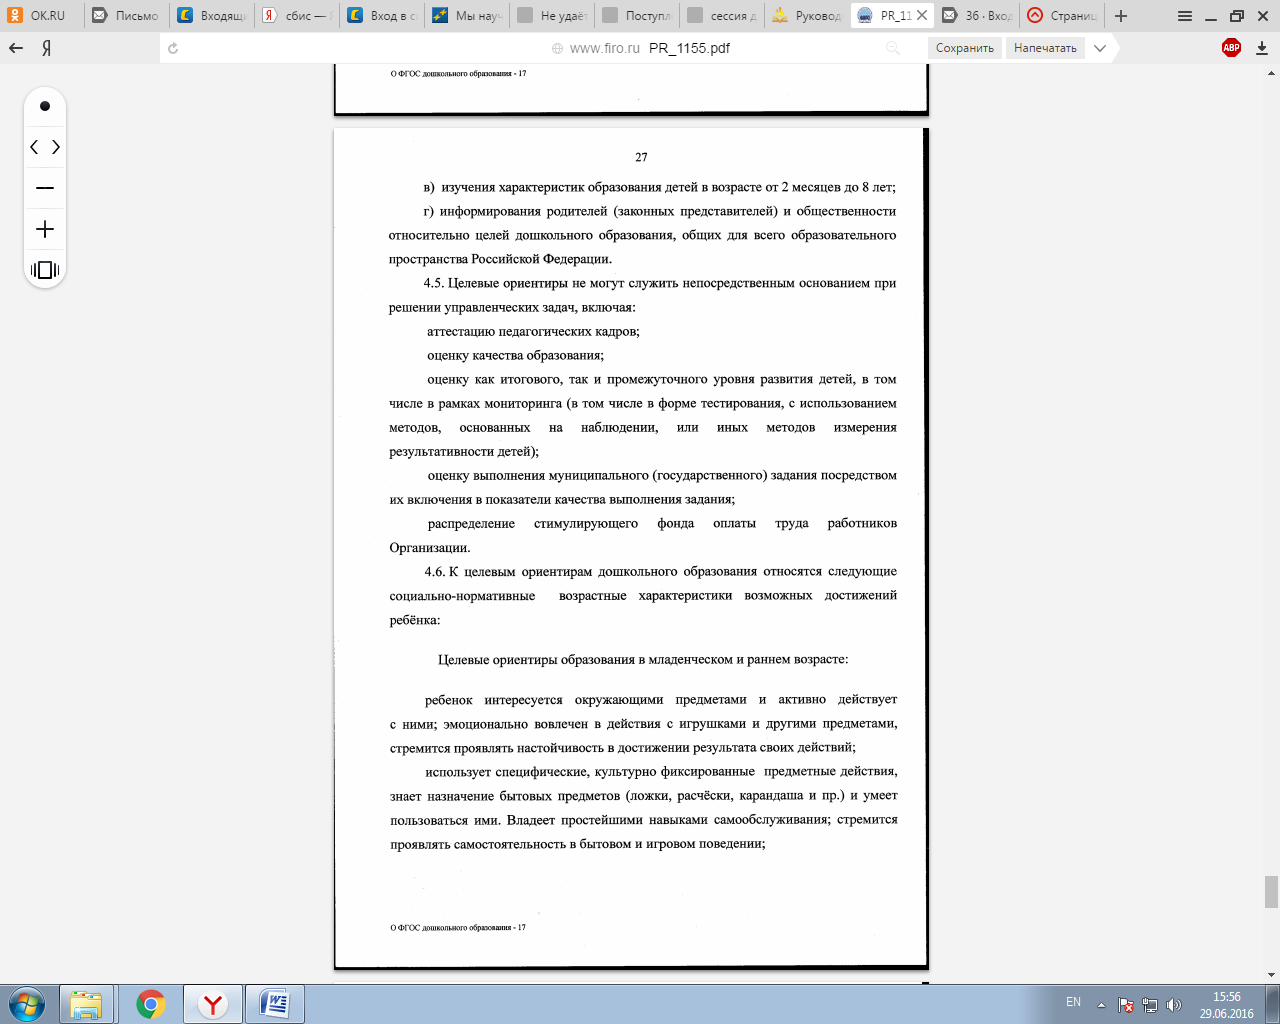 OK.RU
Письмо
Входящ
сбис — Я
Вход в с
Мы науч
Не удаёт
Поступл
сессия д
Руковод
PR_11
36 · Вход
Страниц
Я
www.firo.ru PR_1155.pdf
Сохранить
Напечатать
ABP
О ФГОС дошкольного образования - 17
27
в) изучения характеристик образования детей в возрасте от 2 месяцев до 8 лет;
г) информирования родителей (законных представителей) и общественности
относительно целей дошкольного образования, общих для всего образовательного
пространства Российской Федерации.
4.5. Целевые ориентиры не могут служить непосредственным основанием при
решении управленческих задач, включая:
аттестацию педагогических кадров;
оценку качества образования;
оценку как итогового, так и промежуточного уровня развития детей, в том
числе в рамках мониторинга (в том числе в форме тестирования, с использованием
методов, основанных на наблюдении, или иных методов измерения
результативности детей);
оценку выполнения муниципального (государственного) задания посредством
их включения в показатели качества выполнения задания;
распределение стимулирующего фонда оплаты труда работников
Организации.
4.6. К целевым ориентирам дошкольного образования относятся следующие
социально-нормативные возрастные характеристики возможных достижений
ребёнка:
Целевые ориентиры образования в младенческом и раннем возрасте:
ребенок интересуется окружающими предметами и активно действует
с ними; эмоционально вовлечен в действия с игрушками и другими предметами,
стремится проявлять настойчивость в достижении результата своих действий;
использует специфические, культурно фиксированные предметные действия,
знает назначение бытовых предметов (ложки, расчёски, карандаша и пр.) и умеет
пользоваться ими. Владеет простейшими навыками самообслуживания; стремится
проявлять самостоятельность в бытовом и игровом поведении;
О ФГОС дошкольного образования - 17
EN
15:56
29.06.2016